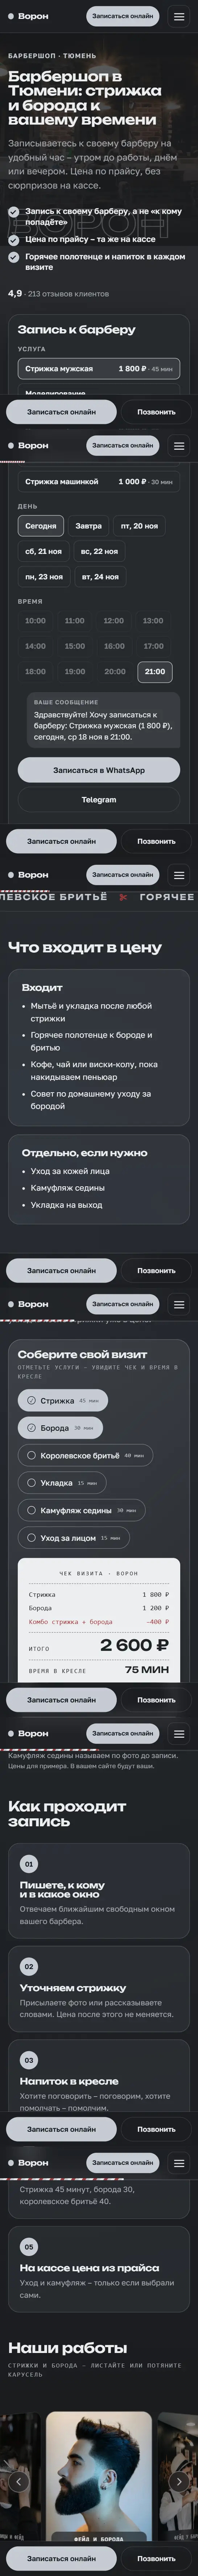 Ворон
Записаться онлайн
БАРБЕРШОП · ТЮМЕНЬ
Барбершоп в
Тюмени: стрижка
и борода к
вашему времени
Записываетесь к своему барберу на
удобный час – утром до работы, днём
или вечером. Цена по прайсу, без
сюрпризов на кассе.
ВОРОН
Запись к своему барберу, а не «к кому
попадёте»
Цена по прайсу – та же на кассе
Горячее полотенце и напиток в каждом
визите
4,9 · 213 отзывов клиентов
Запись к барберу
УСЛУГА
Стрижка мужская 1 800 ₽ · 45 мин
Моделирование
Записаться онлайн
Позвонить
Ворон
Записаться онлайн
Стрижка машинкой 1 000 ₽ · 30 мин
ДЕНЬ
Сегодня Завтра пт, 20 ноя
сб, 21 ноя вс, 22 ноя
пн, 23 ноя вт, 24 ноя
ВРЕМЯ
10:00 11:00 12:00 13:00
14:00 15:00 16:00 17:00
18:00 19:00 20:00 21:00
ВАШЕ СООБЩЕНИЕ
Здравствуйте! Хочу записаться к
барберу: Стрижка мужская (1 800 ₽),
сегодня, ср 18 ноя в 21:00.
Записаться в WhatsApp
Telegram
Записаться онлайн
Позвонить
Ворон
Записаться онлайн
ЛЕВСКОЕ БРИТЬЁ ГОРЯЧЕЕ
Что входит в цену
Входит
• Мытьё и укладка после любой
стрижки
• Горячее полотенце к бороде и
бритью
• Кофе, чай или виски-колу, пока
накидываем пеньюар
• Совет по домашнему уходу за
бородой
Отдельно, если нужно
• Уход за кожей лица
• Камуфляж седины
• Укладка на выход
Записаться онлайн
Позвонить
Ворон
Записаться онлайн
Соберите свой визит
ОТМЕТЬТЕ УСЛУГИ – УВИДИТЕ ЧЕК И ВРЕМЯ В
КРЕСЛЕ
Стрижка 45 мин
Борода 30 мин
Королевское бритьё 40 мин
Укладка 15 мин
Камуфляж седины 30 мин
Уход за лицом 15 мин
ЧЕК ВИЗИТА · ВОРОН
Стрижка 1 800 ₽
Борода 1 200 ₽
Комбо стрижка + борода -400 ₽
ИТОГО 2 600 ₽
ВРЕМЯ В КРЕСЛЕ 75 МИН
Записаться онлайн
Позвонить
Ворон
Записаться онлайн
Камуфляж седины называем по фото до записи.
Цены для примера. В вашем сайте будут ваши.
Как проходит
запись
01
Пишете, к кому
и в какое окно
Отвечаем ближайшим свободным окном
вашего барбера.
02
Уточняем стрижку
Присылаете фото или рассказываете
словами. Цена после этого не меняется.
03
Напиток в кресле
Хотите поговорить – поговорим, хотите
помолчать – помолчим.
Записаться онлайн
Позвонить
Ворон
Записаться онлайн
Стрижка 45 минут, борода 30,
королевское бритьё 40.
05
На кассе цена из прайса
Уход и камуфляж – только если выбрали
сами.
Наши работы
СТРИЖКИ И БОРОДА – ЛИСТАЙТЕ ИЛИ ПОТЯНИТЕ
КАРУСЕЛЬ
ФЕЙД И БОРОДА
Записаться онлайн
Позвонить